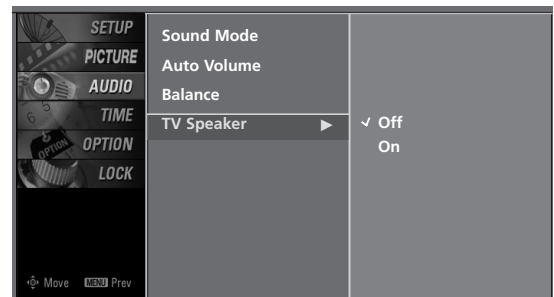 SETUP
PICTURE
AUDIO
TIME
OPTION
LOCK
Move MENU Prev
Sound Mode
Auto Volume
Balance
TV Speaker ▶
✓ Off
On